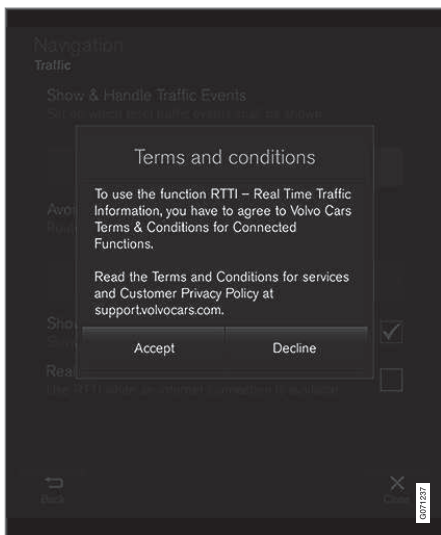 Navigation
Traffic
Show & Handle Traffic Events
Terms and conditions
To use the function RTTI – Real Time Traffic
Information, you have to agree to Volvo Cars
Terms & Conditions for Connected
Functions.
Read the Terms and Conditions for services
and Customer Privacy Policy at
support.volvocars.com.
Accept
Decline
Back
Close
G071237